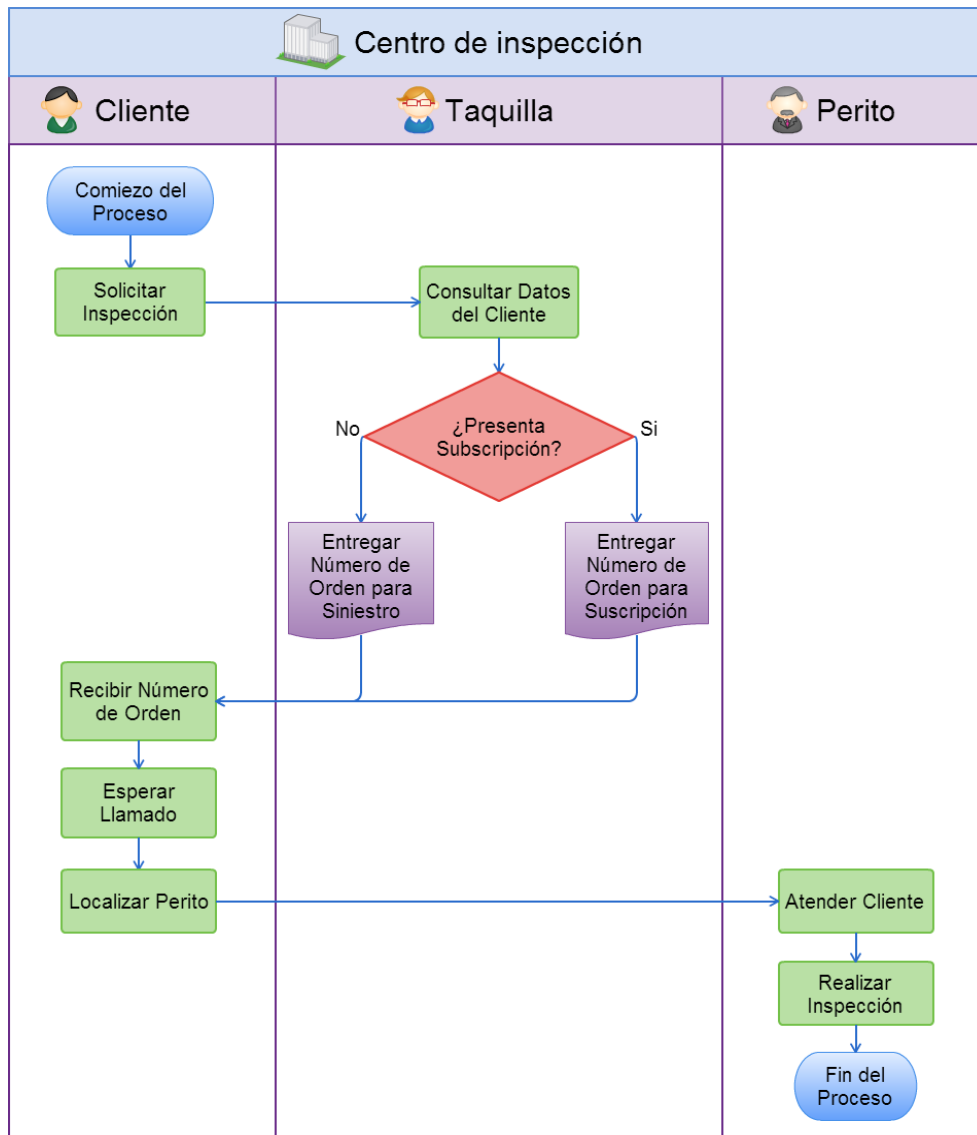 Centro de inspección
Cliente
Taquilla
Perito
Comiezo del
Proceso
Solicitar
Inspección
Consultar Datos
del Cliente
¿Presenta
Subscripción?
No
Si
Entregar
Número de
Orden para
Siniestro
Entregar
Número de
Orden para
Suscripción
Recibir Número
de Orden
Esperar
Llamado
Localizar Perito
Atender Cliente
Realizar
Inspección
Fin del
Proceso